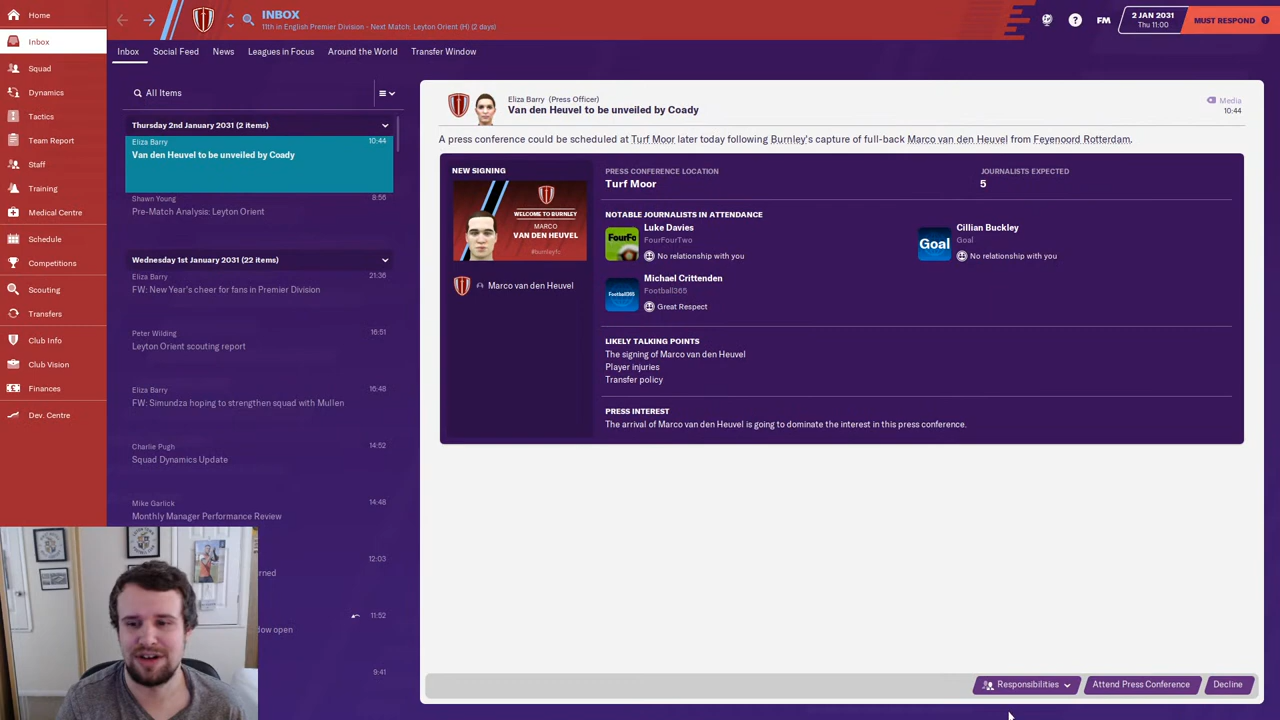 Home
Inbox
Squad
Dynamics
Tactics
Team Report
Staff
Training
Medical Centre
Schedule
Competitions
Scouting
Transfers
Club Info
Club Vision
Finances
Dev. Centre
INBOX
11th in English Premier Division - Next Match: Leyton Orient (H) (2 days)
FM
2 JAN 2031
Thu 11:00
MUST RESPOND
Inbox
Social Feed
News
Leagues in Focus
Around the World
Transfer Window
All Items
Thursday 2nd January 2031 (2 items)
Eliza Barry 10:44
Van den Heuvel to be unveiled by Coady
Shawn Young 8:56
Pre-Match Analysis: Leyton Orient
Wednesday 1st January 2031 (22 items)
Eliza Barry 21:36
FW: New Year's cheer for fans in Premier Division
Peter Wilding 16:51
Leyton Orient scouting report
Eliza Barry 16:48
FW: Simundza hoping to strengthen squad with Mullen
Charlie Pugh 14:52
Squad Dynamics Update
Mike Garlick 14:48
Monthly Manager Performance Review
12:03
rned
11:52
dow open
9:41
Eliza Barry (Press Officer)
Van den Heuvel to be unveiled by Coady
Media
10:44
A press conference could be scheduled at Turf Moor later today following Burnley's capture of full-back Marco van den Heuvel from Feyenoord Rotterdam.
NEW SIGNING
WELCOME TO BURNLEY
MARCO
VAN DEN HEUVEL
#burnleyfc
Marco van den Heuvel
PRESS CONFERENCE LOCATION
Turf Moor
JOURNALISTS EXPECTED
5
NOTABLE JOURNALISTS IN ATTENDANCE
FourFo
Luke Davies
FourFourTwo
No relationship with you
Goal
Cillian Buckley
Goal
No relationship with you
Football365
Michael Crittenden
Football365
Great Respect
LIKELY TALKING POINTS
The signing of Marco van den Heuvel
Player injuries
Transfer policy
PRESS INTEREST
The arrival of Marco van den Heuvel is going to dominate the interest in this press conference.
Responsibilities
Attend Press Conference
Decline